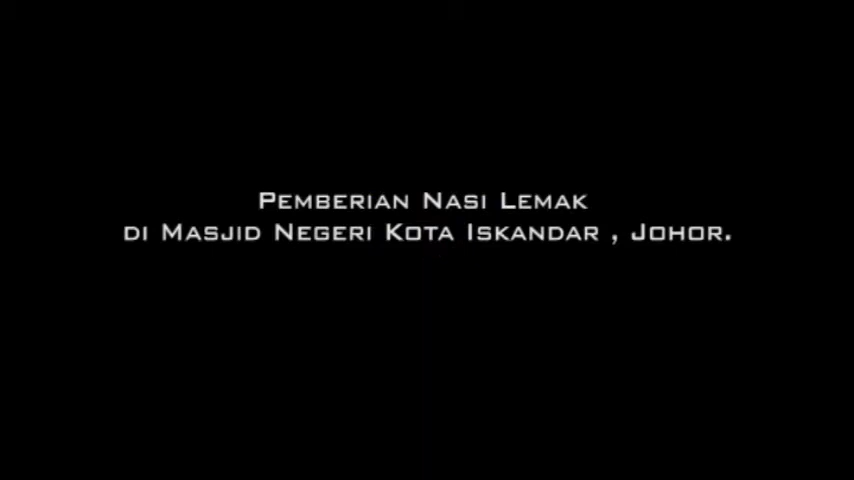 Pemberian Nasi Lemak
di Masjid Negeri Kota Iskandar , Johor.